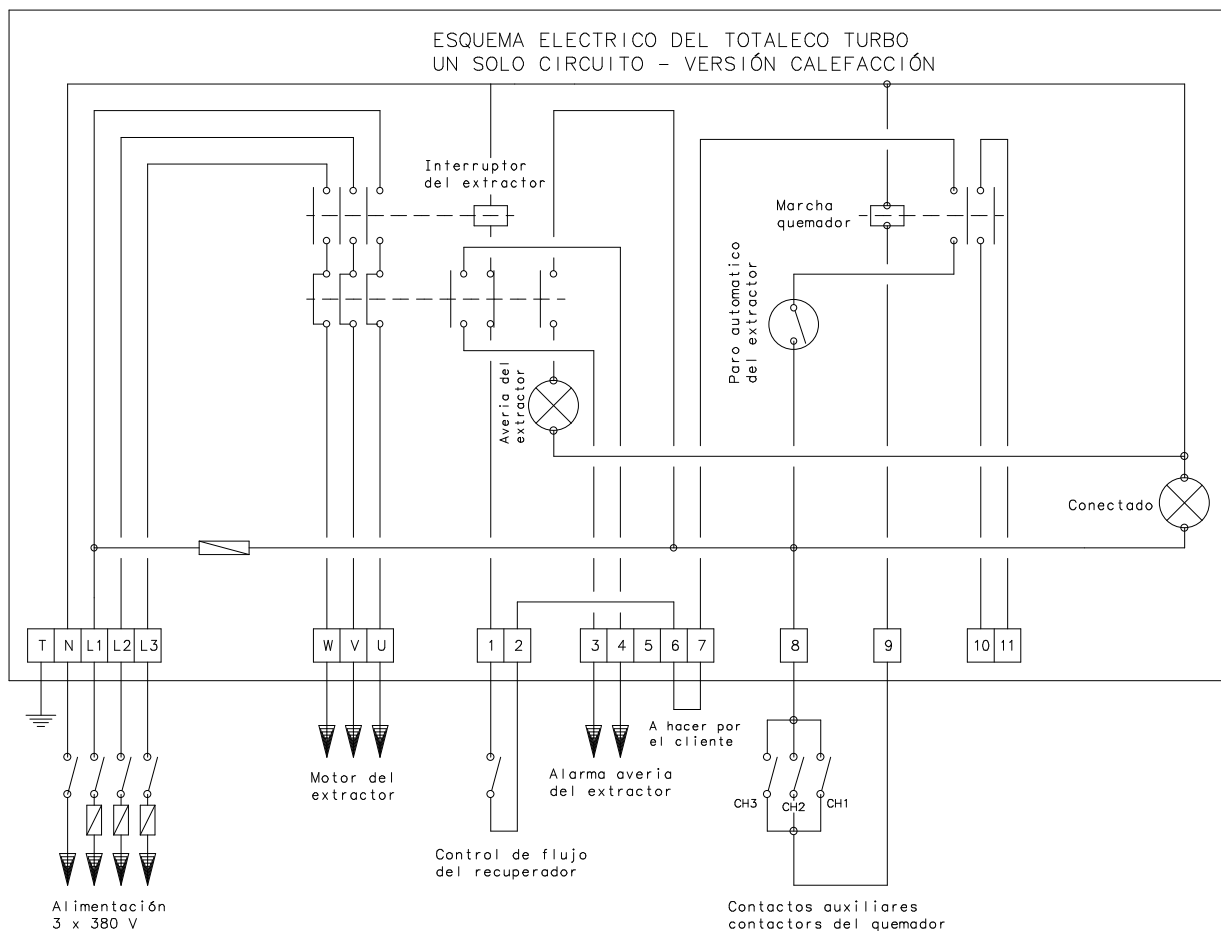 ESQUEMA ELECTRICO DEL TOTALECO TURBO
UN SOLO CIRCUITO - VERSIÓN CALEFACCIÓN
Interruptor
del extractor
Marcha
quemador
Paro automatico
del extractor
Averia del
extractor
Conectado
T N L1 L2 L3 W V U 1 2 3 4 5 6 7 8 9 10 11
A hacer por
el cliente
Motor del
extractor
Alarma averia
del extractor
CH3 CH2 CH1
Control de flujo
del recuperador
Alimentación
3 x 380 V
Contactos auxiliares
contactors del quemador